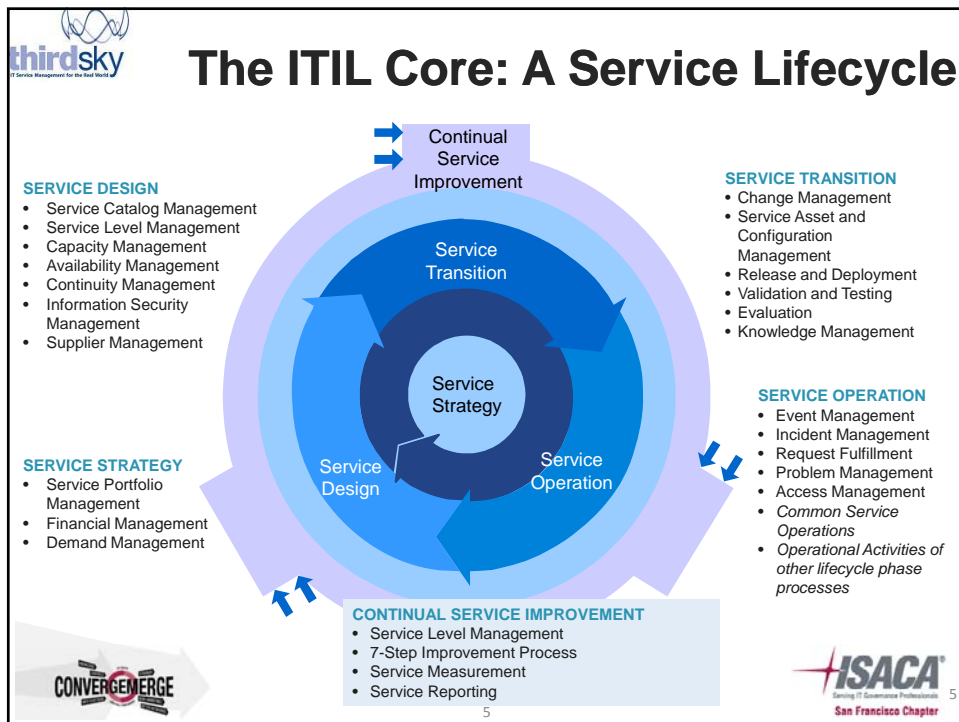 thirdsky
IT Service Management for the Real World
The ITIL Core: A Service Lifecycle
Continual
Service
Improvement
SERVICE DESIGN
• Service Catalog Management
• Service Level Management
• Capacity Management
• Availability Management
• Continuity Management
• Information Security
Management
• Supplier Management
SERVICE STRATEGY
• Service Portfolio
Management
• Financial Management
• Demand Management
Service
Transition
Service
Strategy
Service
Design
Service
Operation
SERVICE TRANSITION
• Change Management
• Service Asset and
Configuration
Management
• Release and Deployment
• Validation and Testing
• Evaluation
• Knowledge Management
SERVICE OPERATION
• Event Management
• Incident Management
• Request Fulfillment
• Problem Management
• Access Management
• Common Service
Operations
• Operational Activities of
other lifecycle phase
processes
CONTINUAL SERVICE IMPROVEMENT
• Service Level Management
• 7-Step Improvement Process
• Service Measurement
• Service Reporting
CONVERGEMERGE
ISACA
Serving IT Governance Professionals
San Francisco Chapter
5
5